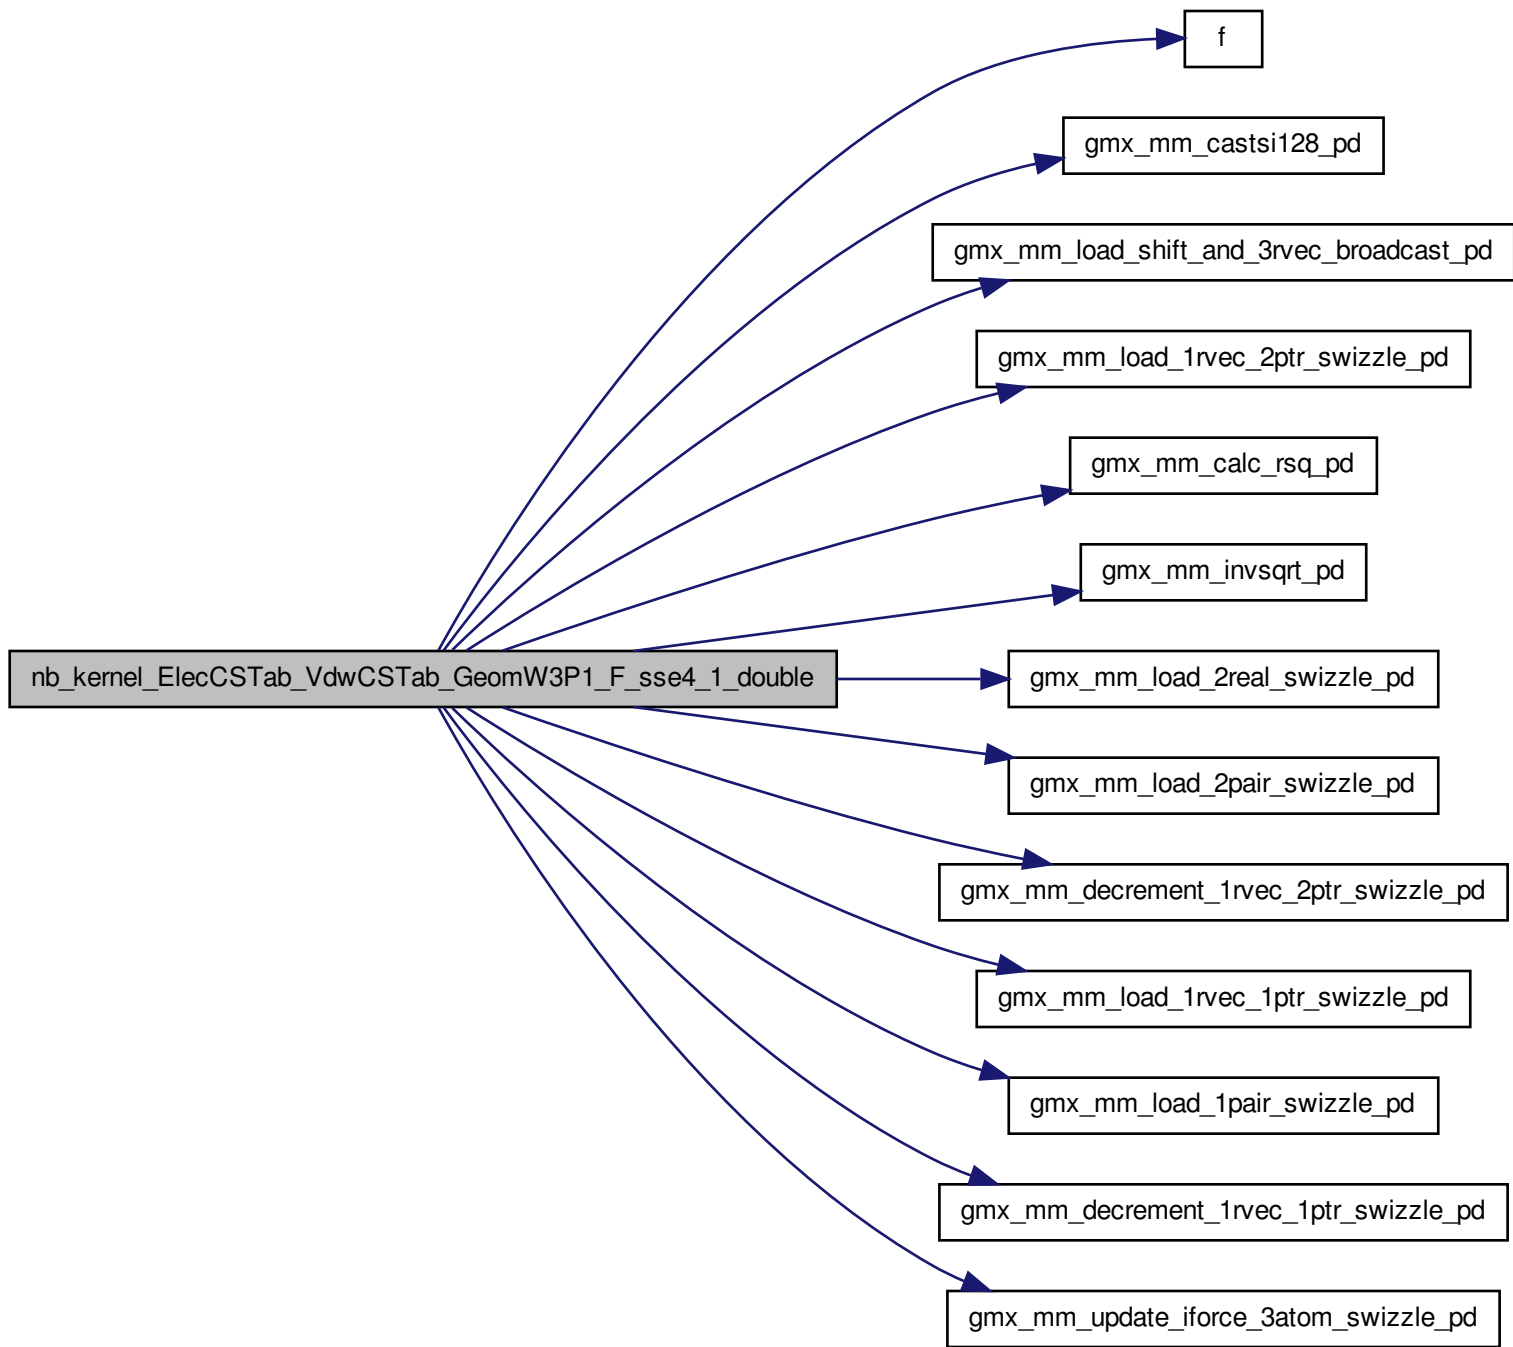 f
gmx_mm_castsi128_pd
gmx_mm_load_shift_and_3rvec_broadcast_pd
gmx_mm_load_1rvec_2ptr_swizzle_pd
gmx_mm_calc_rsq_pd
gmx_mm_invsqrt_pd
nb_kernel_ElecCSTab_VdwCSTab_GeomW3P1_F_sse4_1_double
gmx_mm_load_2real_swizzle_pd
gmx_mm_load_2pair_swizzle_pd
gmx_mm_decrement_1rvec_2ptr_swizzle_pd
gmx_mm_load_1rvec_1ptr_swizzle_pd
gmx_mm_load_1pair_swizzle_pd
gmx_mm_decrement_1rvec_1ptr_swizzle_pd
gmx_mm_update_iforce_3atom_swizzle_pd